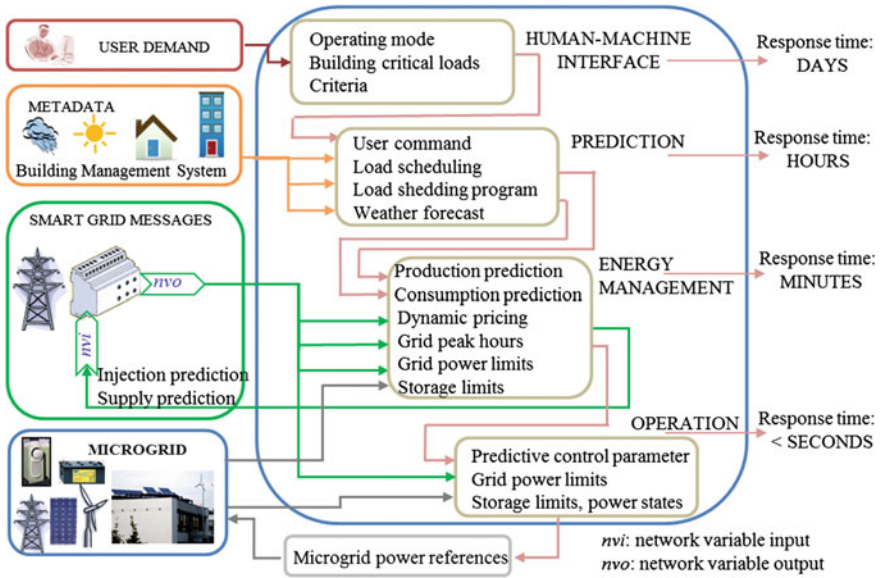 USER DEMAND
Operating mode
Building critical loads
Criteria
HUMAN-MACHINE
INTERFACE
Response time:
DAYS
METADATA
Building Management System
User command
Load scheduling
Load shedding program
Weather forecast
PREDICTION
Response time:
HOURS
SMART GRID MESSAGES
nvo
nvi
Injection prediction
Supply prediction
Production prediction
Consumption prediction
Dynamic pricing
Grid peak hours
Grid power limits
Storage limits
ENERGY
MANAGEMENT
Response time:
MINUTES
MICROGRID
Predictive control parameter
Grid power limits
Storage limits, power states
OPERATION
Response time:
< SECONDS
Microgrid power references
nvi: network variable input
nvo: network variable output